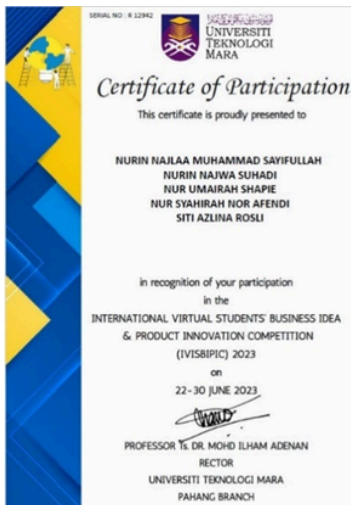 SERIAL NO : R 12942
UNIVERSITI
TEKNOLOGI
MARA
Certificate of Participation
This certificate is proudly presented to
NURIN NAJLAA MUHAMMAD SAYIFULLAH
NURIN NAJWA SUHADI
NUR UMAIRAH SHAPIE
NUR SYAHIRAH NOR AFENDI
SITI AZLINA ROSLI
in recognition of your participation
in the
INTERNATIONAL VIRTUAL STUDENTS' BUSINESS IDEA
& PRODUCT INNOVATION COMPETITION
(IVISBIPIC) 2023
on
22-30 JUNE 2023
PROFESSOR Ts. DR. MOHD ILHAM ADENAN
RECTOR
UNIVERSITI TEKNOLOGI MARA
PAHANG BRANCH